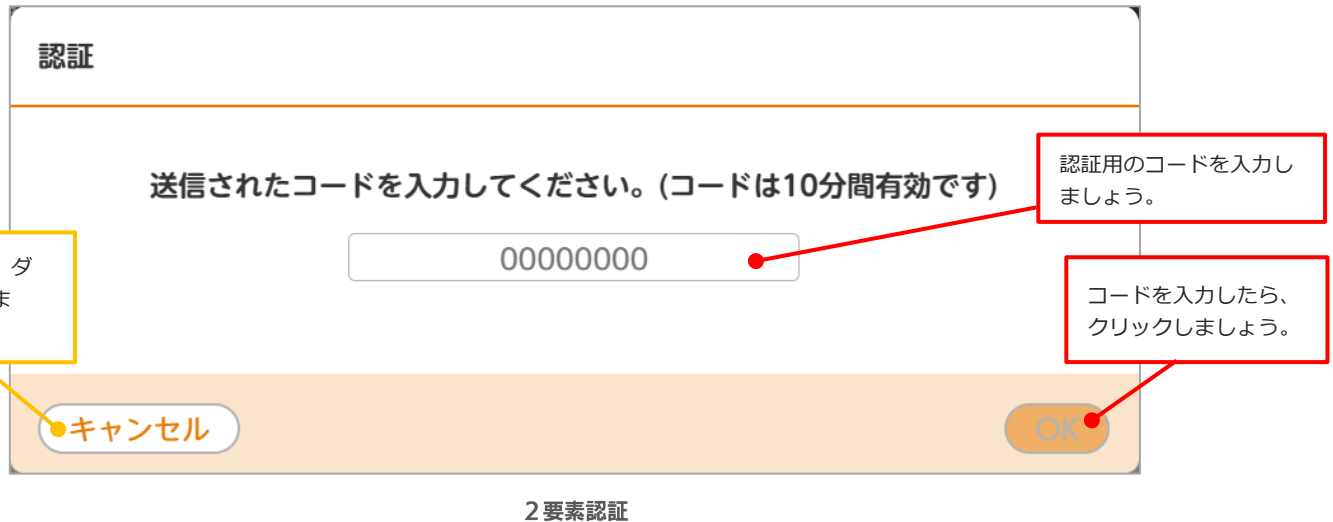 認証
送信されたコードを入力してください。(コードは10分間有効です)
認証用のコードを入力し
ましょう。
00000000
ダ
ま
コードを入力したら、
クリックしましょう。
キャンセル
OK
２要素認証